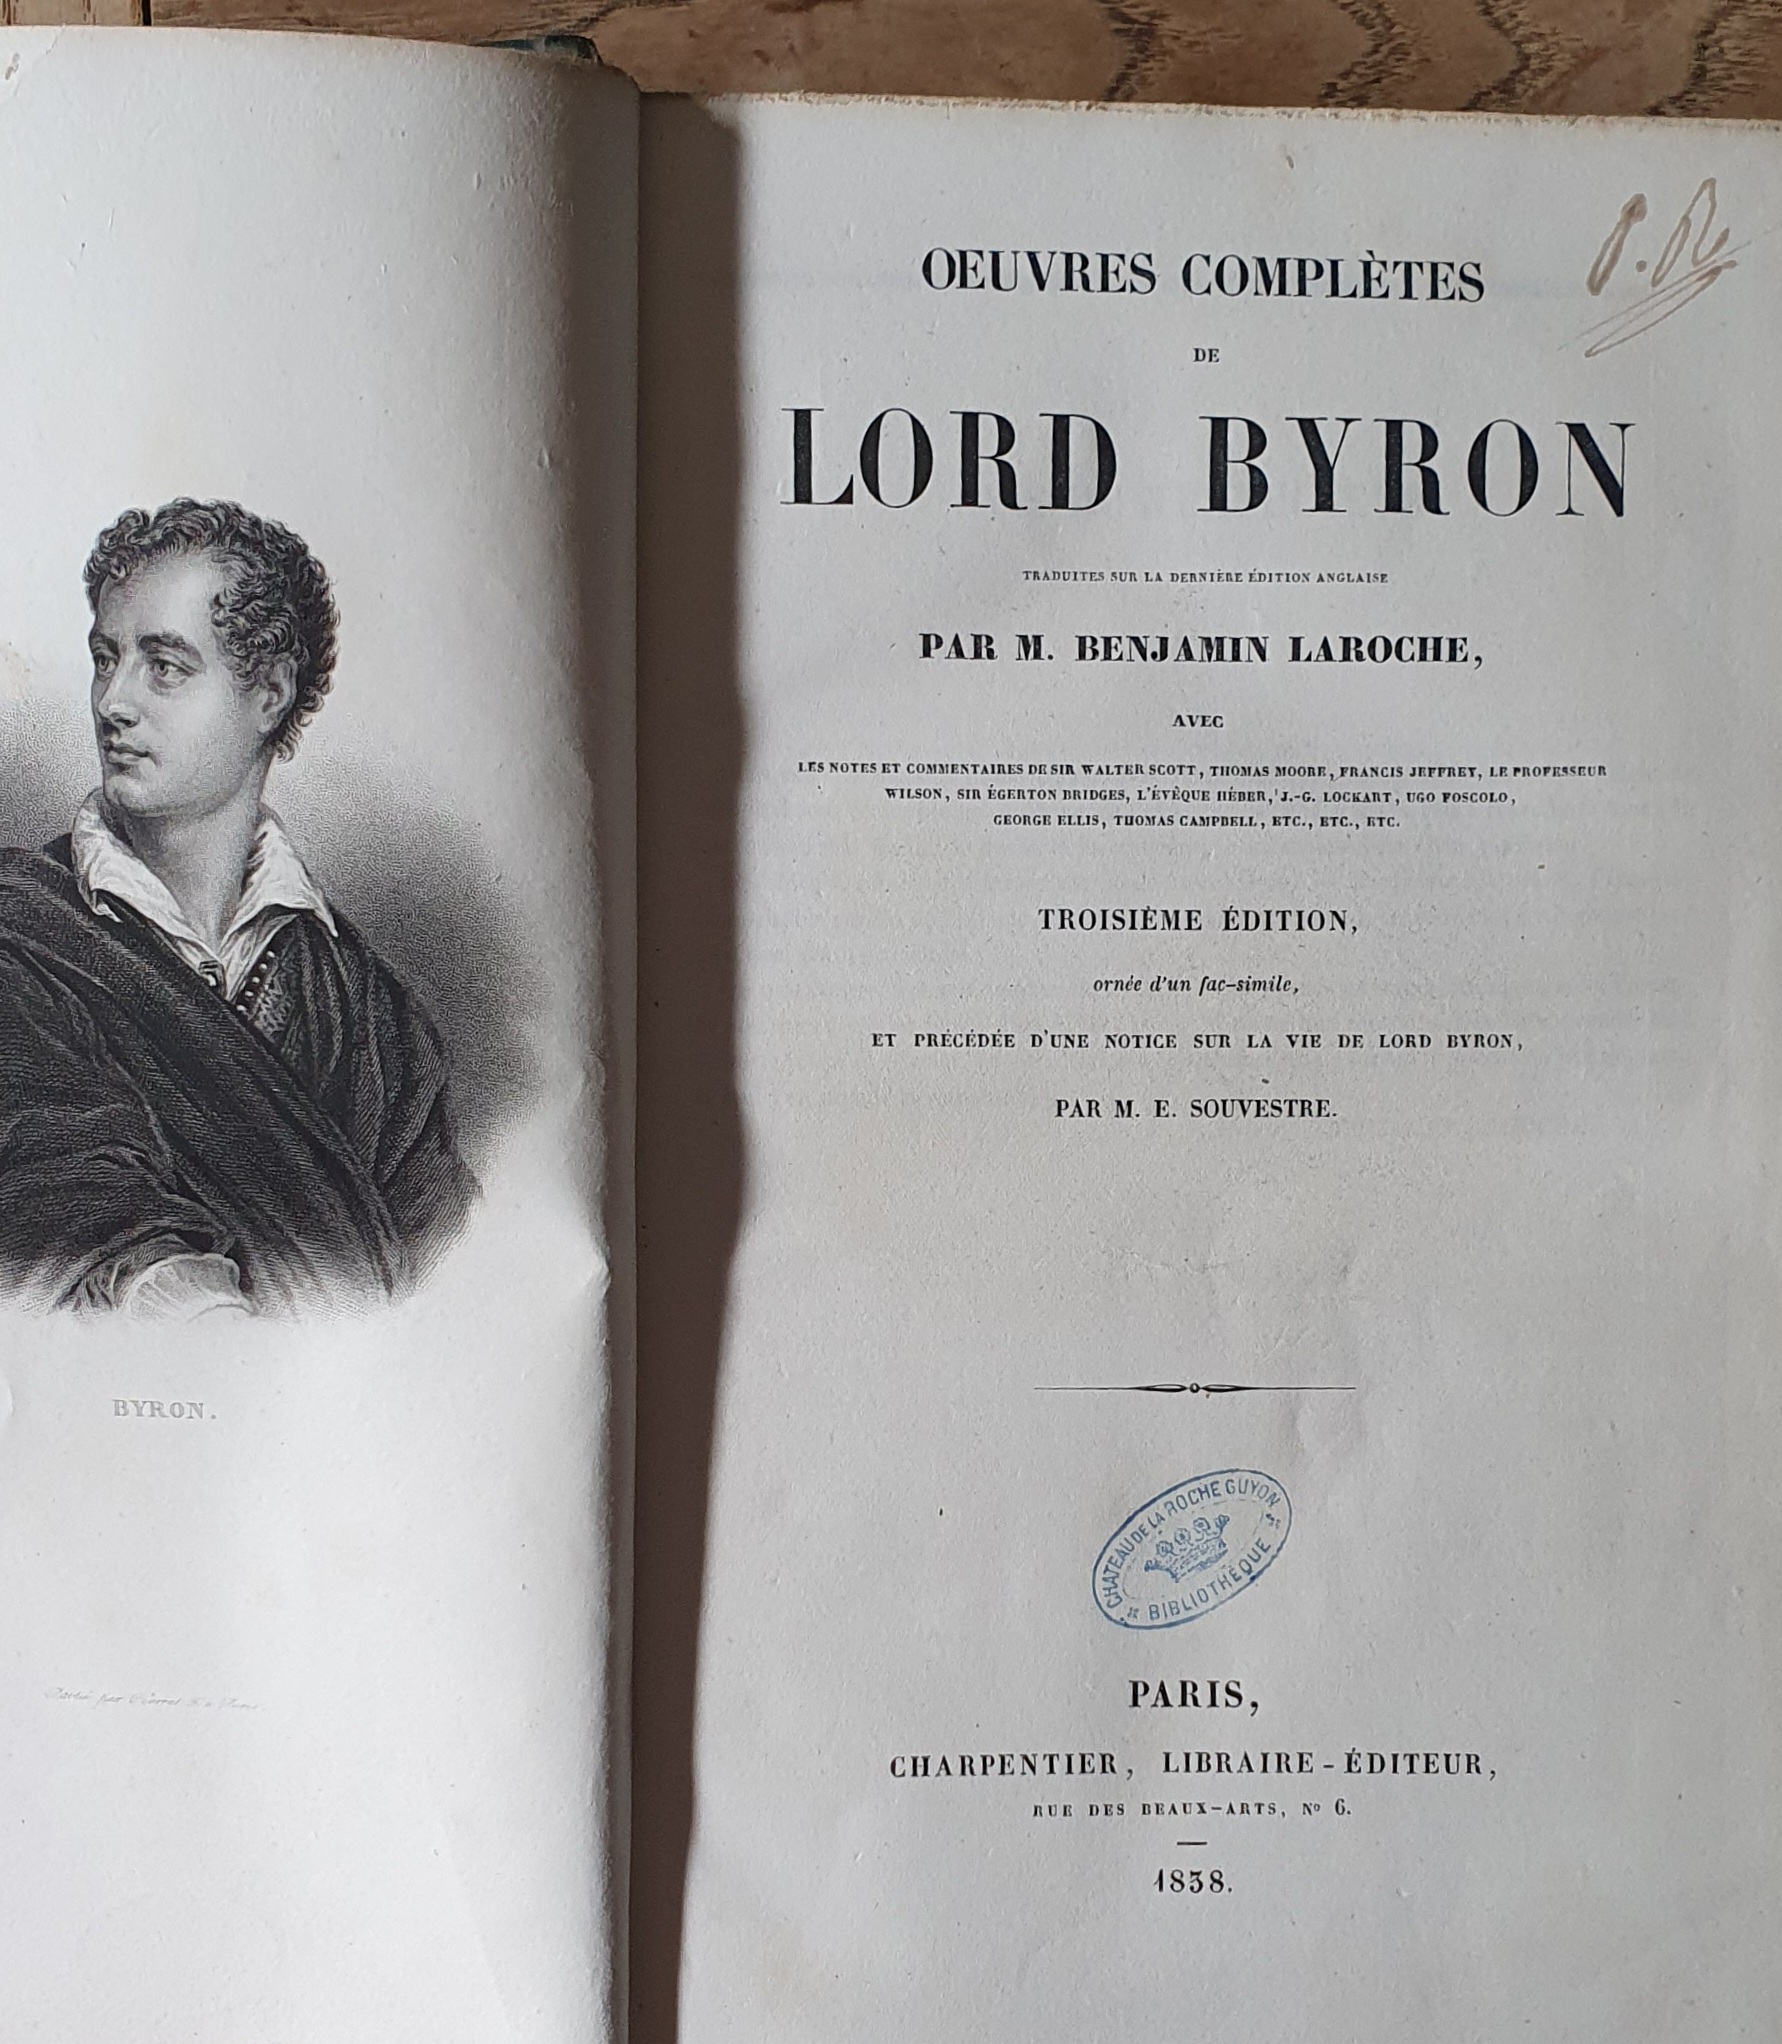 BYRON.
OEUVRES COMPLÈTES
DE
LORD BYRON
TRADUITES SUR LA DERNIÈRE ÉDITION ANGLAISE
PAR M. BENJAMIN LAROCHE,
AVEC
LES NOTES ET COMMENTAIRES DE SIR WALTER SCOTT, THOMAS MOORE, FRANCIS JEFFREY, LE PROFESSEUR
WILSON, SIR ÉGERTON BRIDGES, L'ÉVÊQUE HÉBER, J.-G. LOCKART, UGO FOSCOLO,
GEORGE ELLIS, THOMAS CAMPBELL, ETC., ETC., ETC.
TROISIÈME ÉDITION,
ornée d'un fac-simile,
ET PRÉCÉDÉE D'UNE NOTICE SUR LA VIE DE LORD BYRON,
PAR M. E. SOUVESTRE.
CHATEAU DE LA ROCHE GUYON
BIBLIOTHÈQUE
PARIS,
CHARPENTIER, LIBRAIRE-ÉDITEUR,
RUE DES BEAUX-ARTS, No 6.
1838.